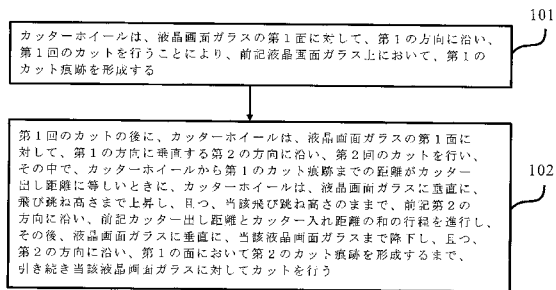 101
カッターホイールは、液晶画面ガラスの第1面に対して、第1の方向に沿い、
第1回のカットを行うことにより、前記液晶画面ガラス上において、第1の
カット痕跡を形成する
第1回のカットの後に、カッターホイールは、液晶画面ガラスの第1面に
対して、第1の方向に垂直する第2の方向に沿い、第2回のカットを行い、
その中で、カッターホイールから第1のカット痕跡までの距離がカッター
出し距離に等しいときに、カッターホイールは、液晶画面ガラスに垂直に、
飛び跳ね高さまで上昇し、且つ、当該飛び跳ね高さのままで、前記第2の
方向に沿い、前記カッター出し距離とカッター入れ距離の和の行程を進行し、
その後、液晶画面ガラスに垂直に、当該液晶画面ガラスまで降下し、且つ、
第2の方向に沿い、第1の面において第2のカット痕跡を形成するまで、
引き続き当該液晶画面ガラスに対してカットを行う
102